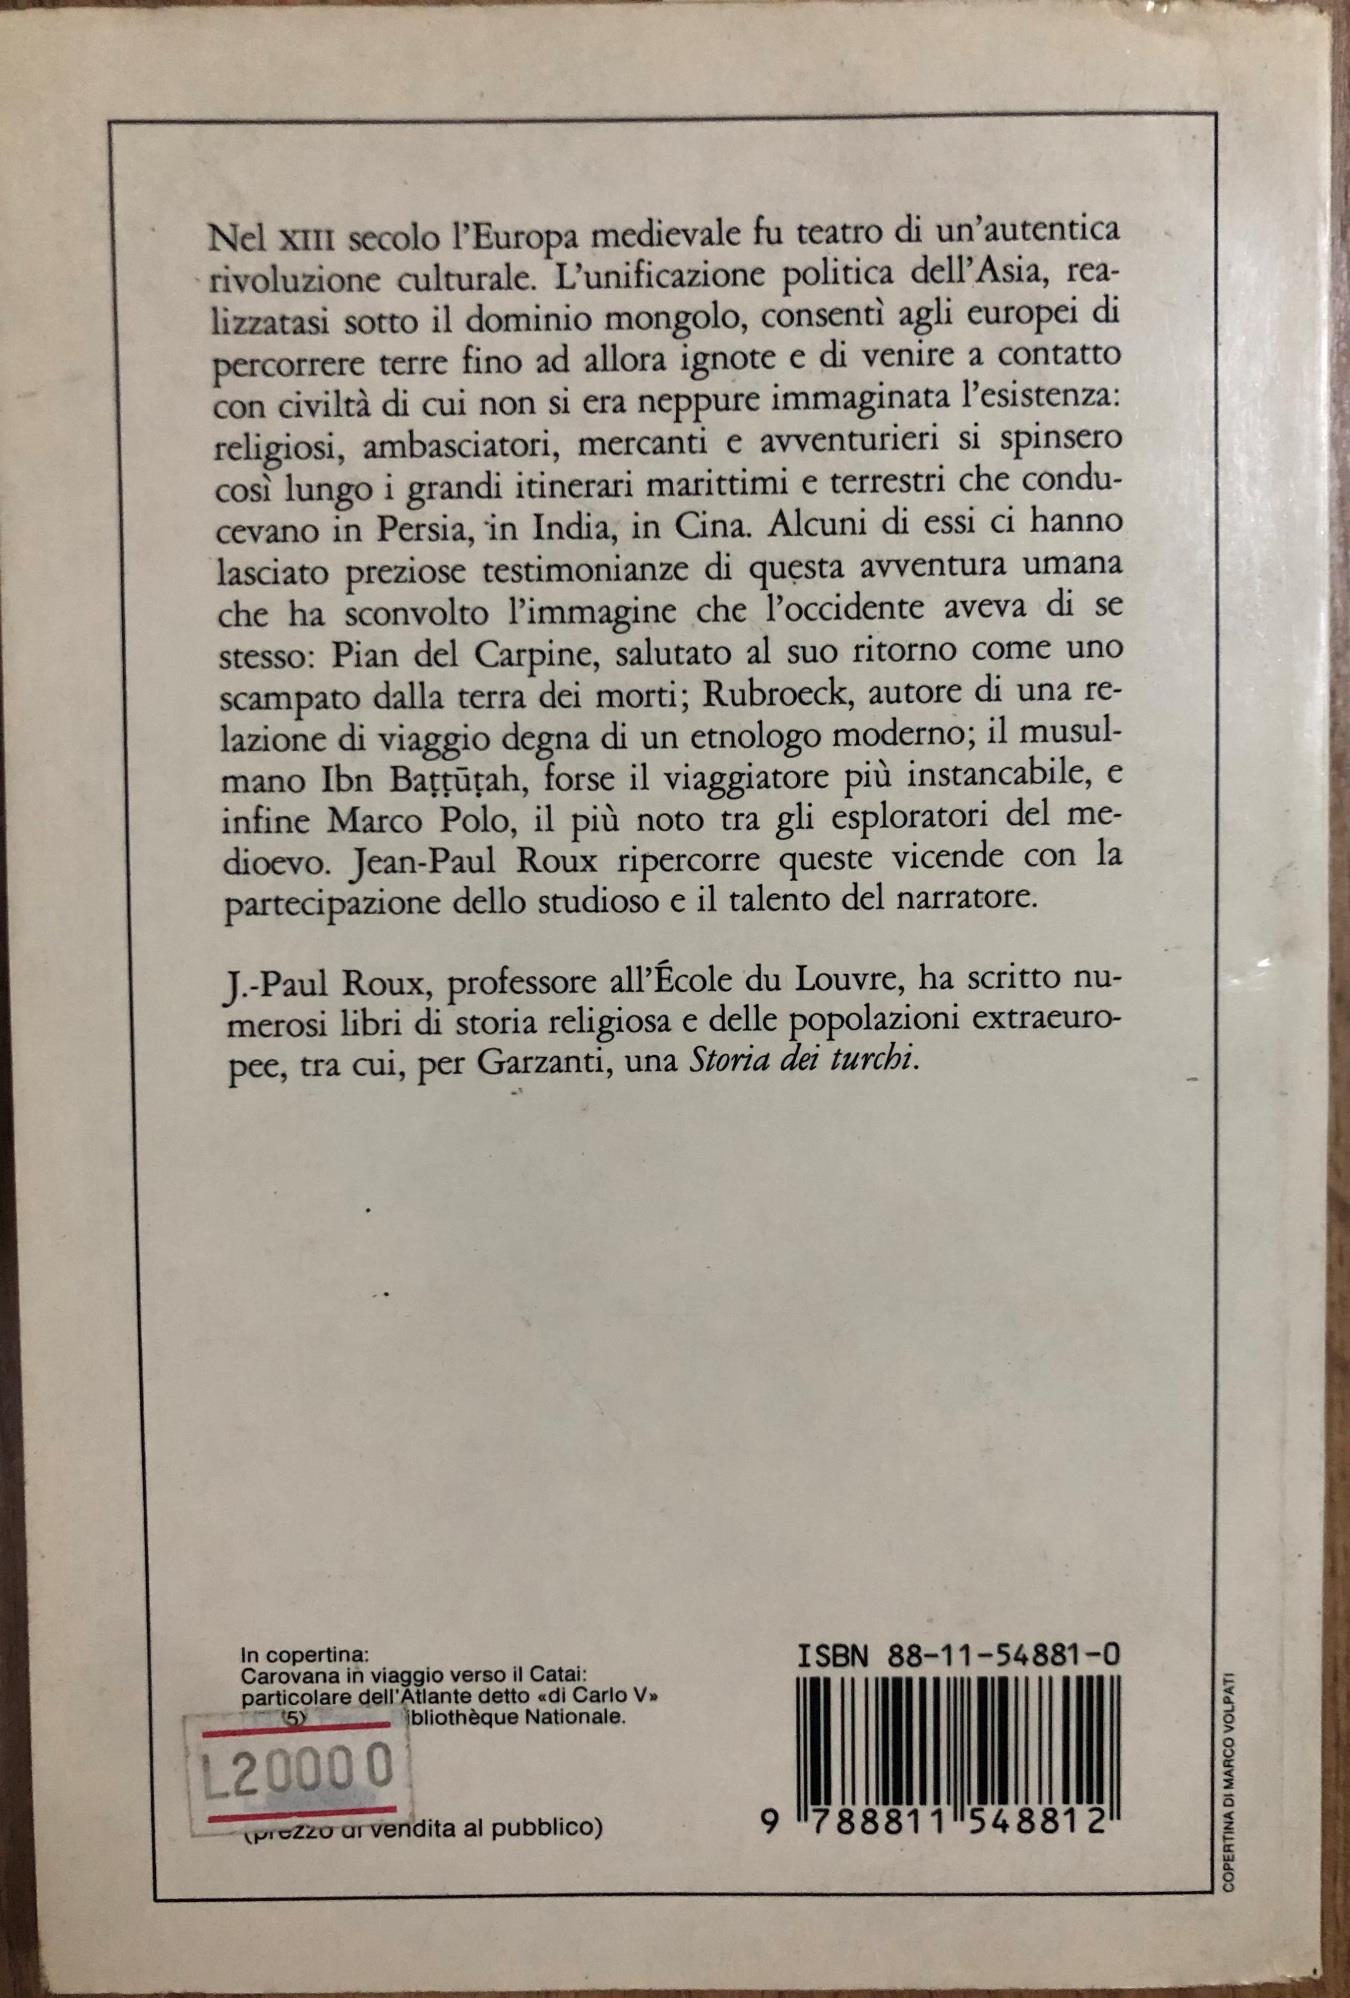 Nel XIII secolo l'Europa medievale fu teatro di un'autentica
rivoluzione culturale. L'unificazione politica dell'Asia, rea-
lizzatasi sotto il dominio mongolo, consentì agli europei di
percorrere terre fino ad allora ignote e di venire a contatto
con civiltà di cui non si era neppure immaginata l'esistenza:
religiosi, ambasciatori, mercanti e avventurieri si spinsero
così lungo i grandi itinerari marittimi e terrestri che condu-
cevano in Persia, in India, in Cina. Alcuni di essi ci hanno
lasciato preziose testimonianze di questa avventura umana
che ha sconvolto l'immagine che l'occidente aveva di se
stesso: Pian del Carpine, salutato al suo ritorno come uno
scampato dalla terra dei morti; Rubroeck, autore di una re-
lazione di viaggio degna di un etnologo moderno; il musul-
mano Ibn Baṭṭūṭah, forse il viaggiatore più instancabile, e
infine Marco Polo, il più noto tra gli esploratori del me-
dioevo. Jean-Paul Roux ripercorre queste vicende con la
partecipazione dello studioso e il talento del narratore.
J.-Paul Roux, professore all'École du Louvre, ha scritto nu-
merosi libri di storia religiosa e delle popolazioni extraeuro-
pee, tra cui, per Garzanti, una Storia dei turchi.
In copertina:
Carovana in viaggio verso il Catai:
particolare dell'Atlante detto «di Carlo V»
5) ibliothèque Nationale.
L20000
(prezzo di vendita al pubblico)
ISBN 88-11-54881-0
9 788811 548812
COPERTINA DI MARCO VOLPATI